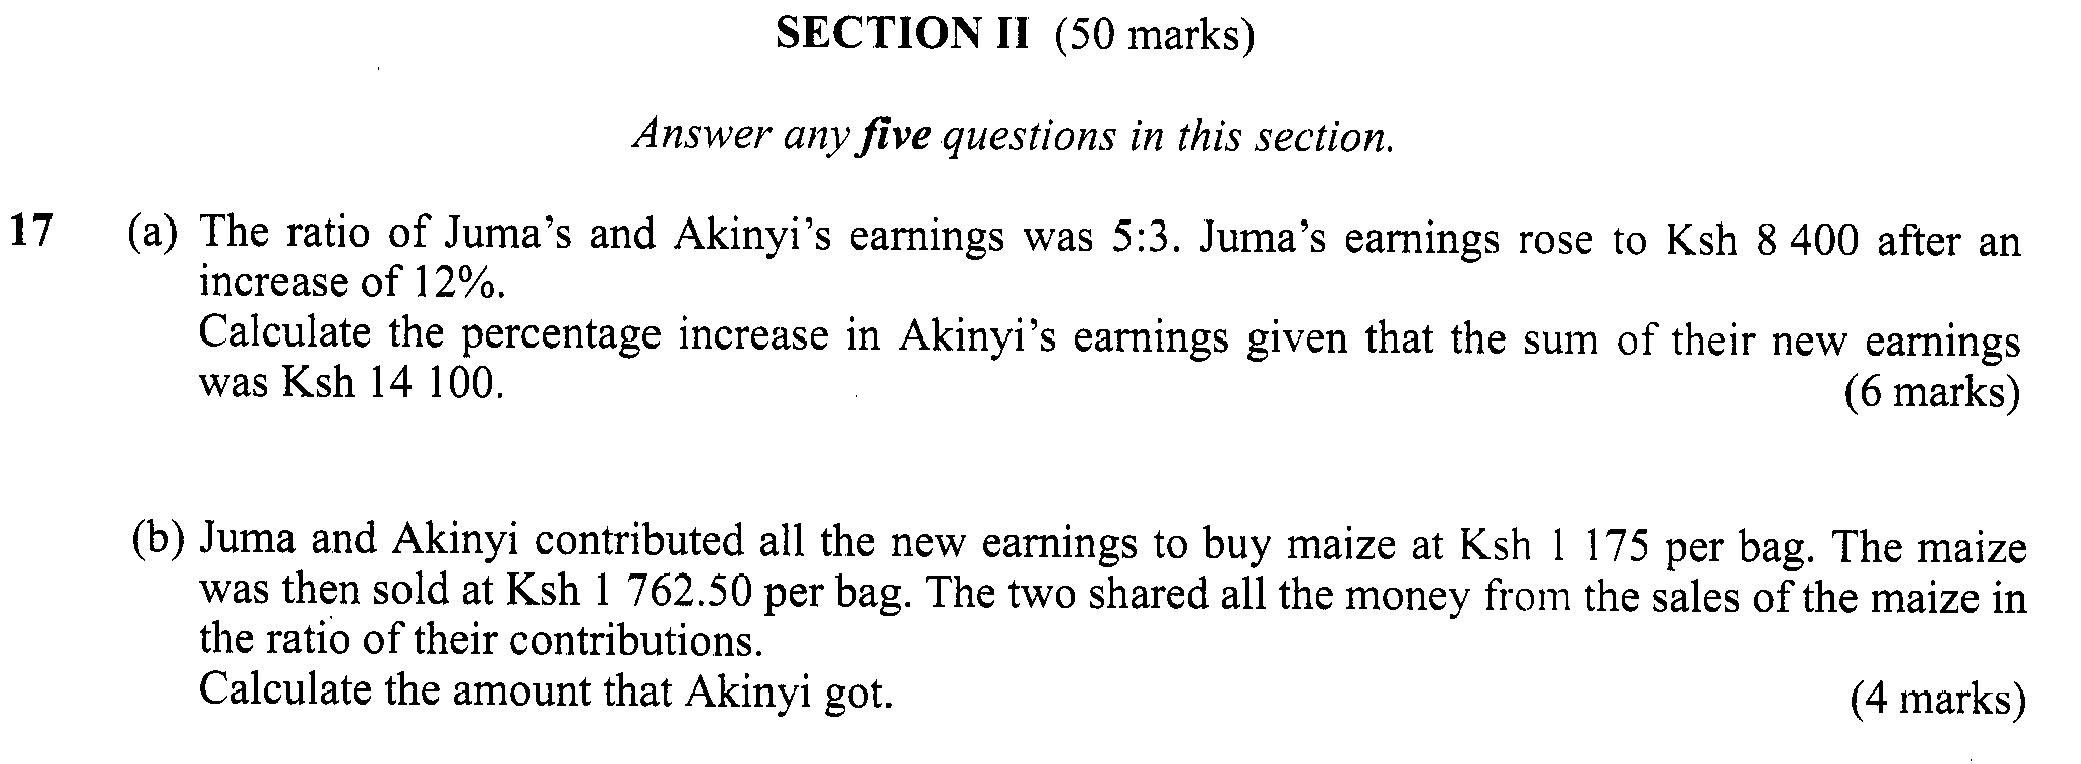 SECTION II (50 marks)
Answer any five questions in this section.
17 (a) The ratio of Juma's and Akinyi's earnings was 5:3. Juma's earnings rose to Ksh 8 400 after an
increase of 12%.
Calculate the percentage increase in Akinyi's earnings given that the sum of their new earnings
was Ksh 14 100. (6 marks)
(b) Juma and Akinyi contributed all the new earnings to buy maize at Ksh 1 175 per bag. The maize
was then sold at Ksh 1 762.50 per bag. The two shared all the money from the sales of the maize in
the ratio of their contributions.
Calculate the amount that Akinyi got. (4 marks)